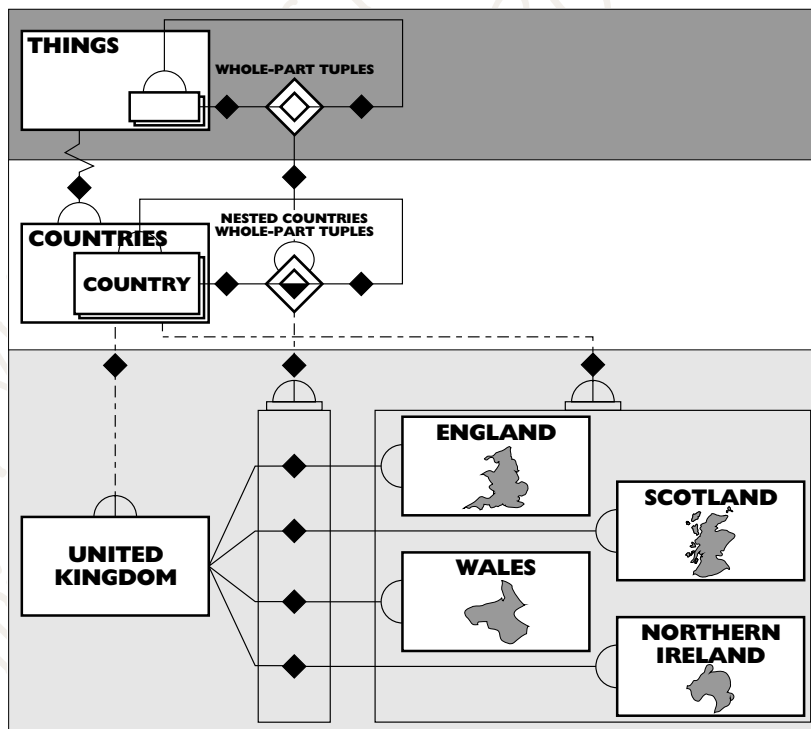 THINGS
WHOLE-PART TUPLES
NESTED COUNTRIES
WHOLE-PART TUPLES
COUNTRIES
COUNTRY
ENGLAND
SCOTLAND
UNITED
KINGDOM
WALES
NORTHERN
IRELAND